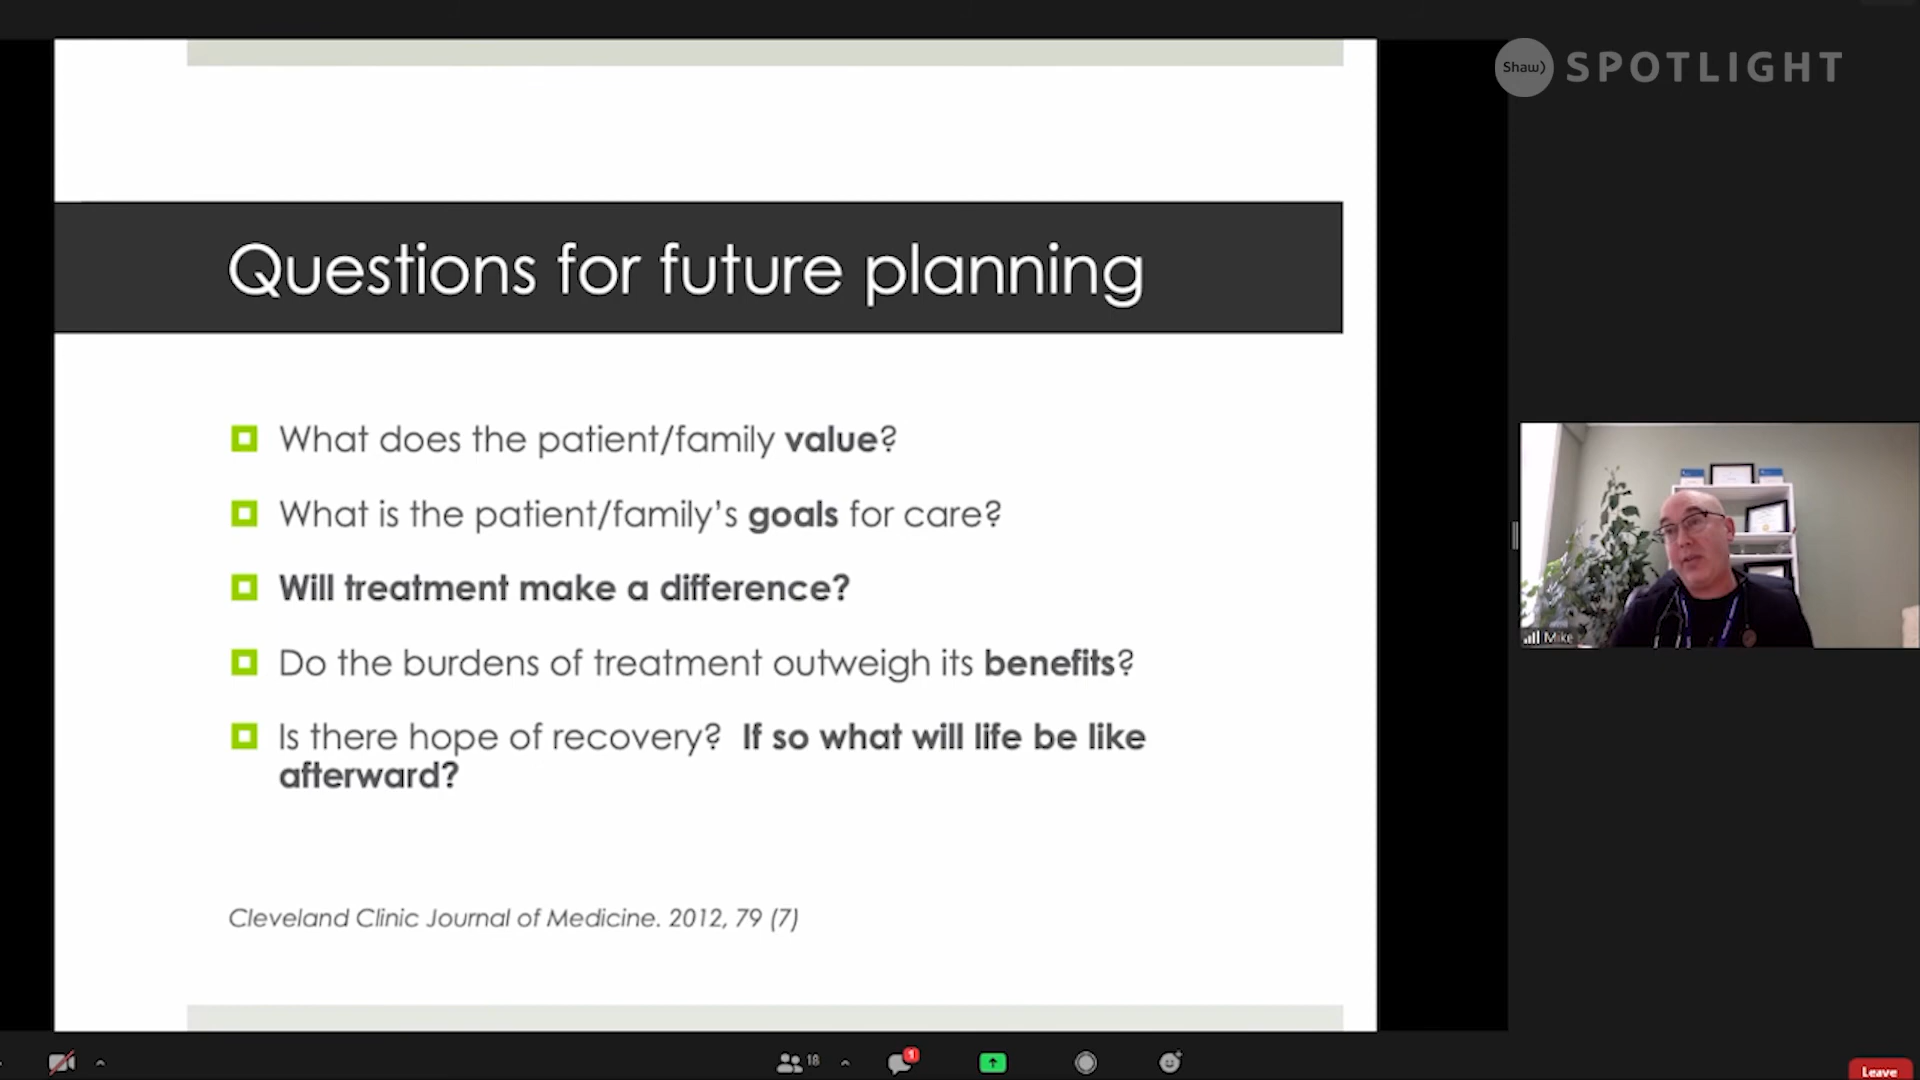 Shaw) SPOTLIGHT
Questions for future planning
What does the patient/family value?
What is the patient/family's goals for care?
Will treatment make a difference?
Do the burdens of treatment outweigh its benefits?
Is there hope of recovery? If so what will life be like
afterward?
Cleveland Clinic Journal of Medicine. 2012, 79 (7)
Mike
18
1
Leave